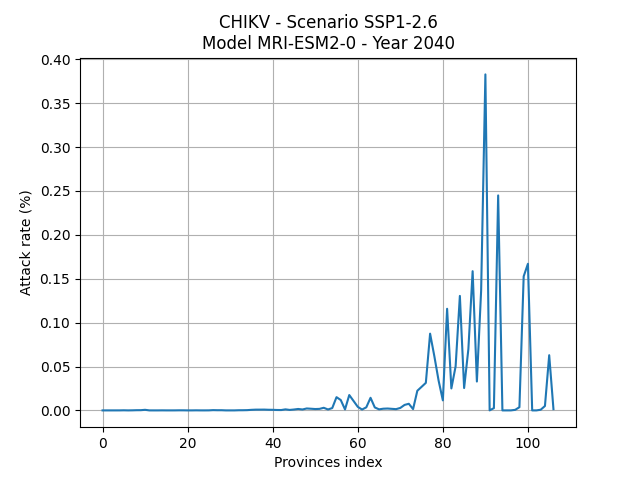 CHIKV - Scenario SSP1-2.6
Model MRI-ESM2-0 - Year 2040
0.40
0.35
0.30
0.25
0.20
0.15
0.10
0.05
0.00
Attack rate (%)
0 20 40 60 80 100
Provinces index